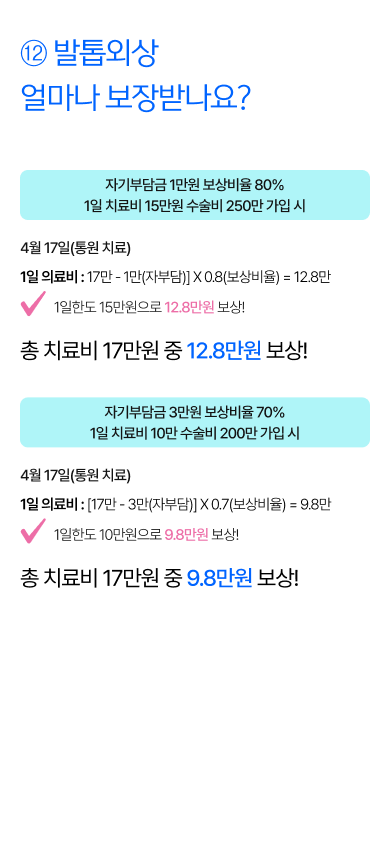 ⑫ 발톱외상
얼마나 보장받나요?
자기부담금 1만원 보상비율 80%
1일 치료비 15만원 수술비 250만 가입 시
4월 17일(통원 치료)
1일 의료비 : 17만 - 1만(자부담)] X 0.8(보상비율) = 12.8만
1일한도 15만원으로 12.8만원 보상!
총 치료비 17만원 중 12.8만원 보상!
자기부담금 3만원 보상비율 70%
1일 치료비 10만 수술비 200만 가입 시
4월 17일(통원 치료)
1일 의료비 : [17만 - 3만(자부담)] X 0.7(보상비율) = 9.8만
1일한도 10만원으로 9.8만원 보상!
총 치료비 17만원 중 9.8만원 보상!